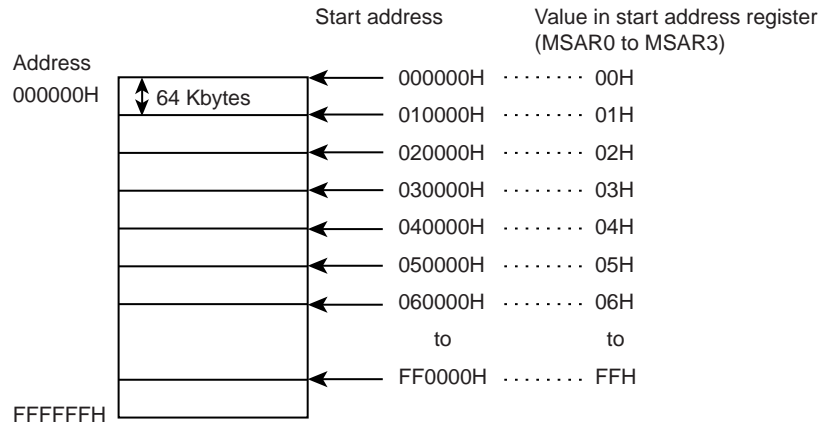 Start address Value in start address register
(MSAR0 to MSAR3)
Address
000000H 64 Kbytes 000000H ········ 00H
010000H ········ 01H
020000H ········ 02H
030000H ········ 03H
040000H ········ 04H
050000H ········ 05H
060000H ········ 06H
to to
FF0000H ········ FFH
FFFFFFH